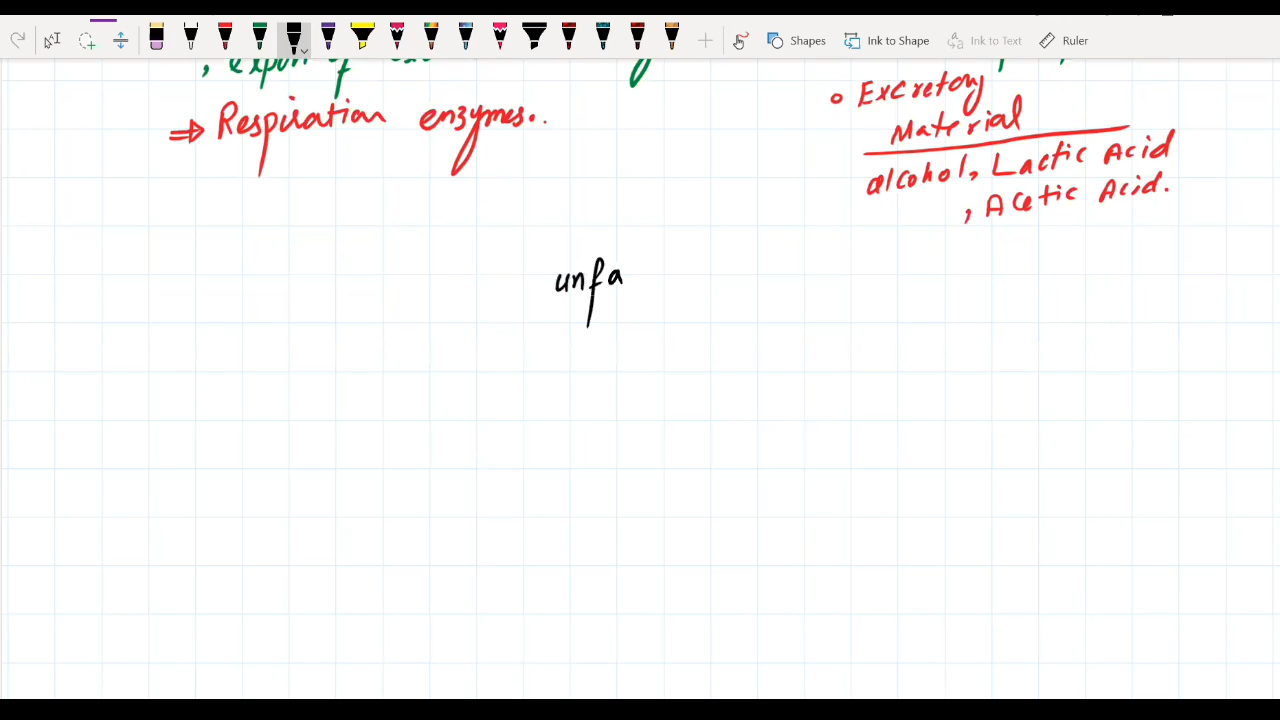 Shapes
Ink to Shape
Ink to Text
Ruler
⇒ Respiration enzymes..
• Excretory
Material
alcohol, Lactic Acid
, Acetic Acid.
unfa